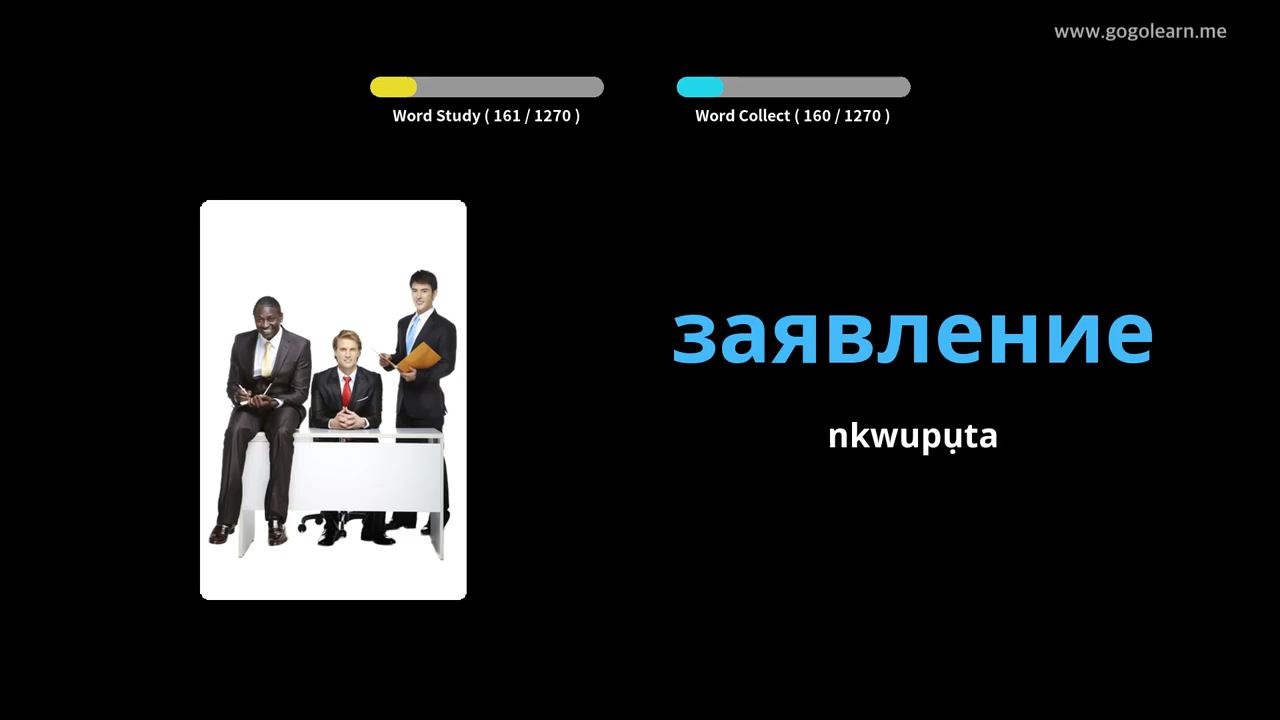 www.gogolearn.me
Word Study ( 161 / 1270 )
Word Collect ( 160 / 1270 )
заявление
nkwupụta